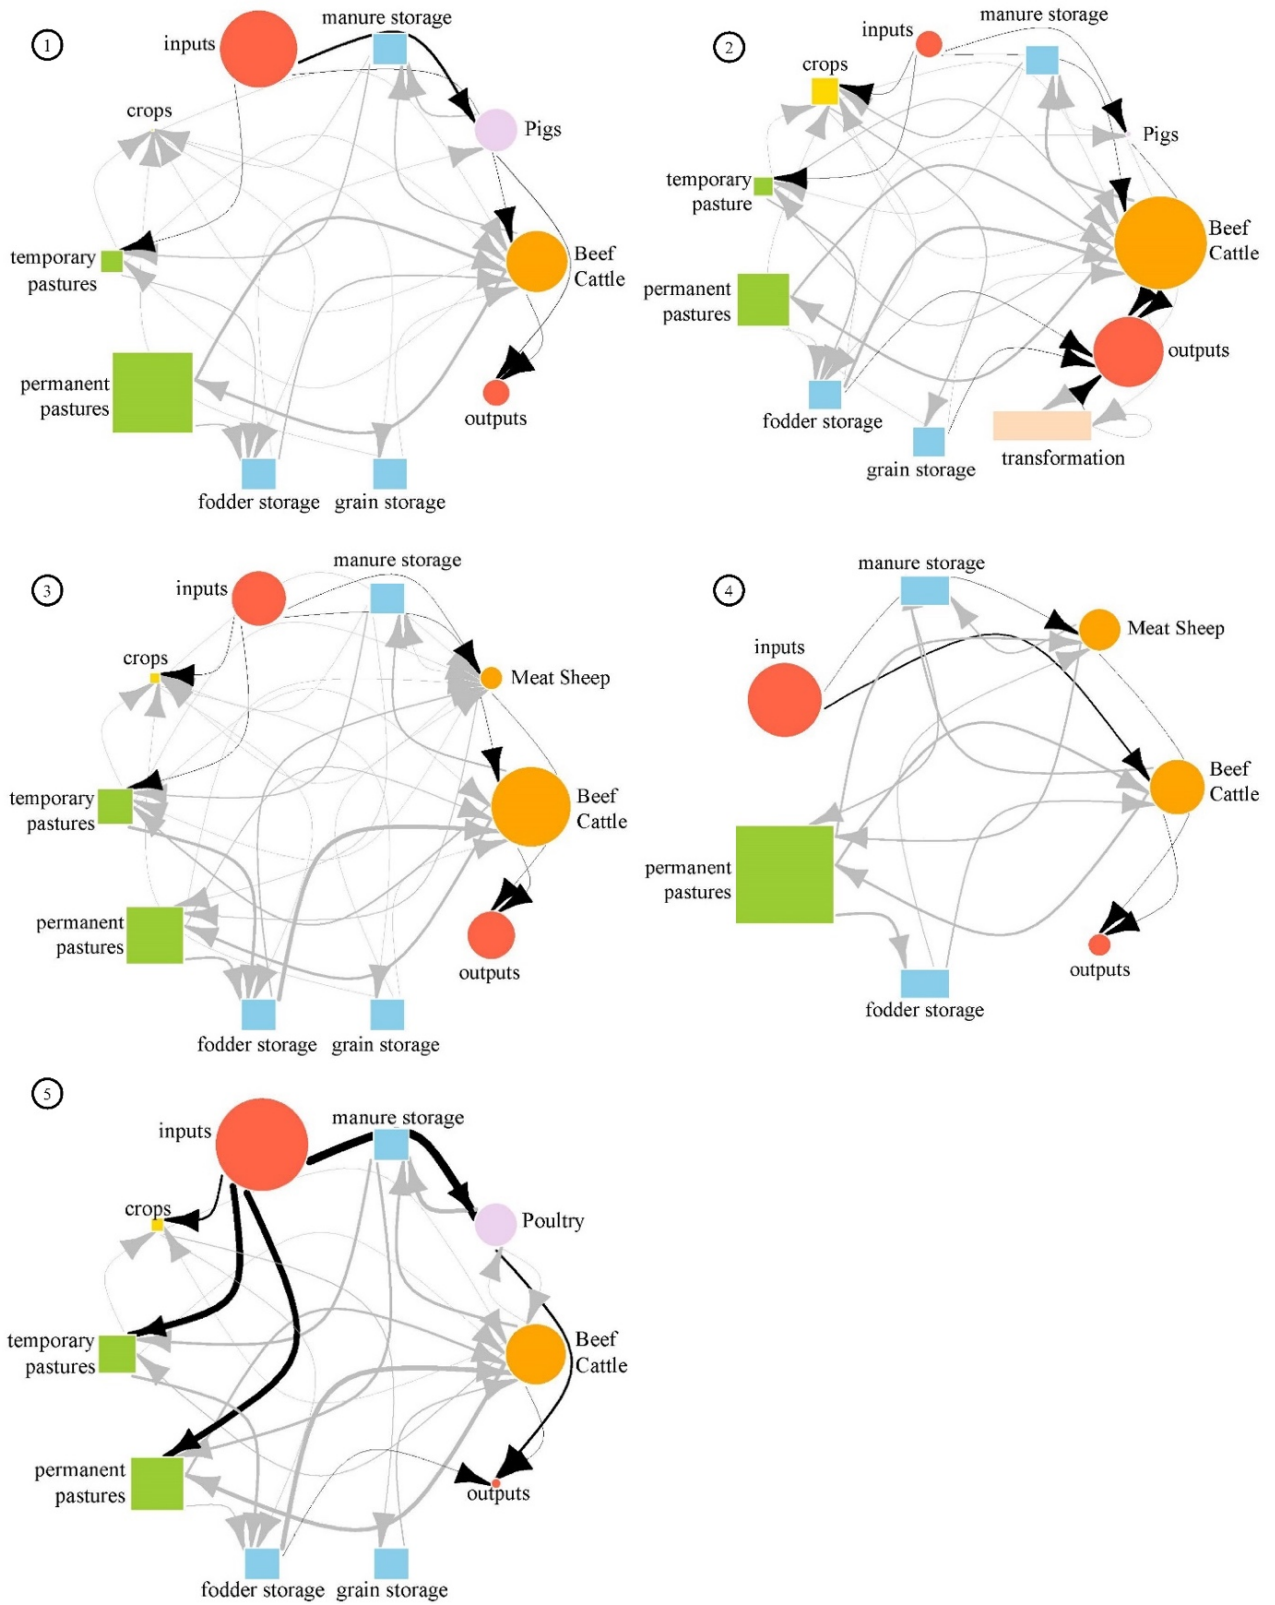 1
inputs
manure storage
crops
Pigs
temporary
pastures
Beef
Cattle
permanent
pastures
outputs
fodder storage
grain storage
2
inputs
manure storage
crops
Pigs
temporary
pasture
Beef
Cattle
permanent
pastures
outputs
fodder storage
grain storage
transformation
3
inputs
manure storage
crops
Meat Sheep
temporary
pastures
Beef
Cattle
permanent
pastures
outputs
fodder storage
grain storage
4
manure storage
inputs
Meat Sheep
Beef
Cattle
permanent
pastures
outputs
fodder storage
5
inputs
manure storage
crops
Poultry
temporary
pastures
Beef
Cattle
permanent
pastures
outputs
fodder storage
grain storage